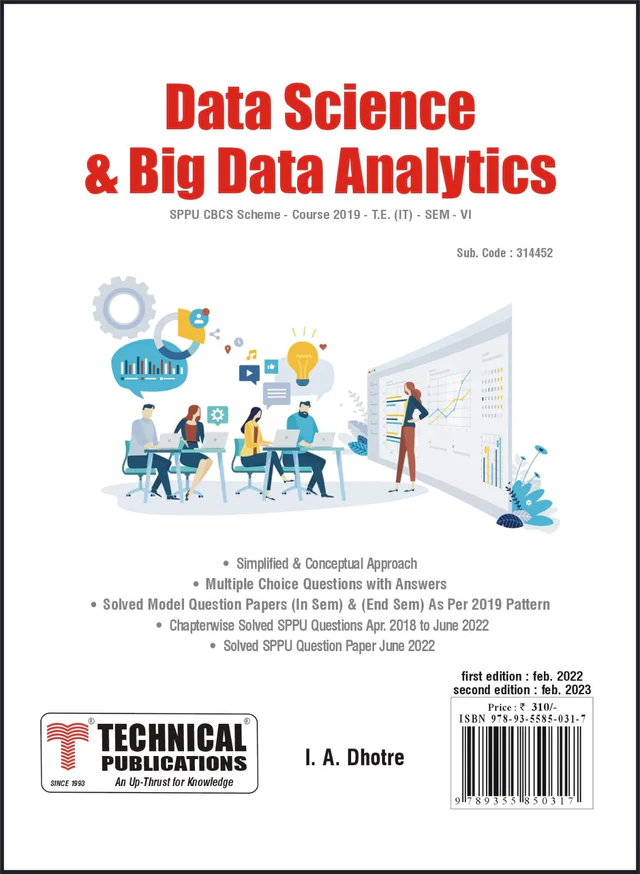 Data Science
& Big Data Analytics
SPPU CBCS Scheme - Course 2019 - T.E. (IT) - SEM - VI
Sub. Code : 314452
• Simplified & Conceptual Approach
• Multiple Choice Questions with Answers
• Solved Model Question Papers (In Sem) & (End Sem) As Per 2019 Pattern
• Chapterwise Solved SPPU Questions Apr. 2018 to June 2022
• Solved SPPU Question Paper June 2022
first edition : feb. 2022
second edition : feb. 2023
Price : ₹ 310/-
ISBN 978-93-5585-031-7
9 789355 850317
® TECHNICAL ®
PUBLICATIONS
SINCE 1993 An Up-Thrust for Knowledge
I. A. Dhotre